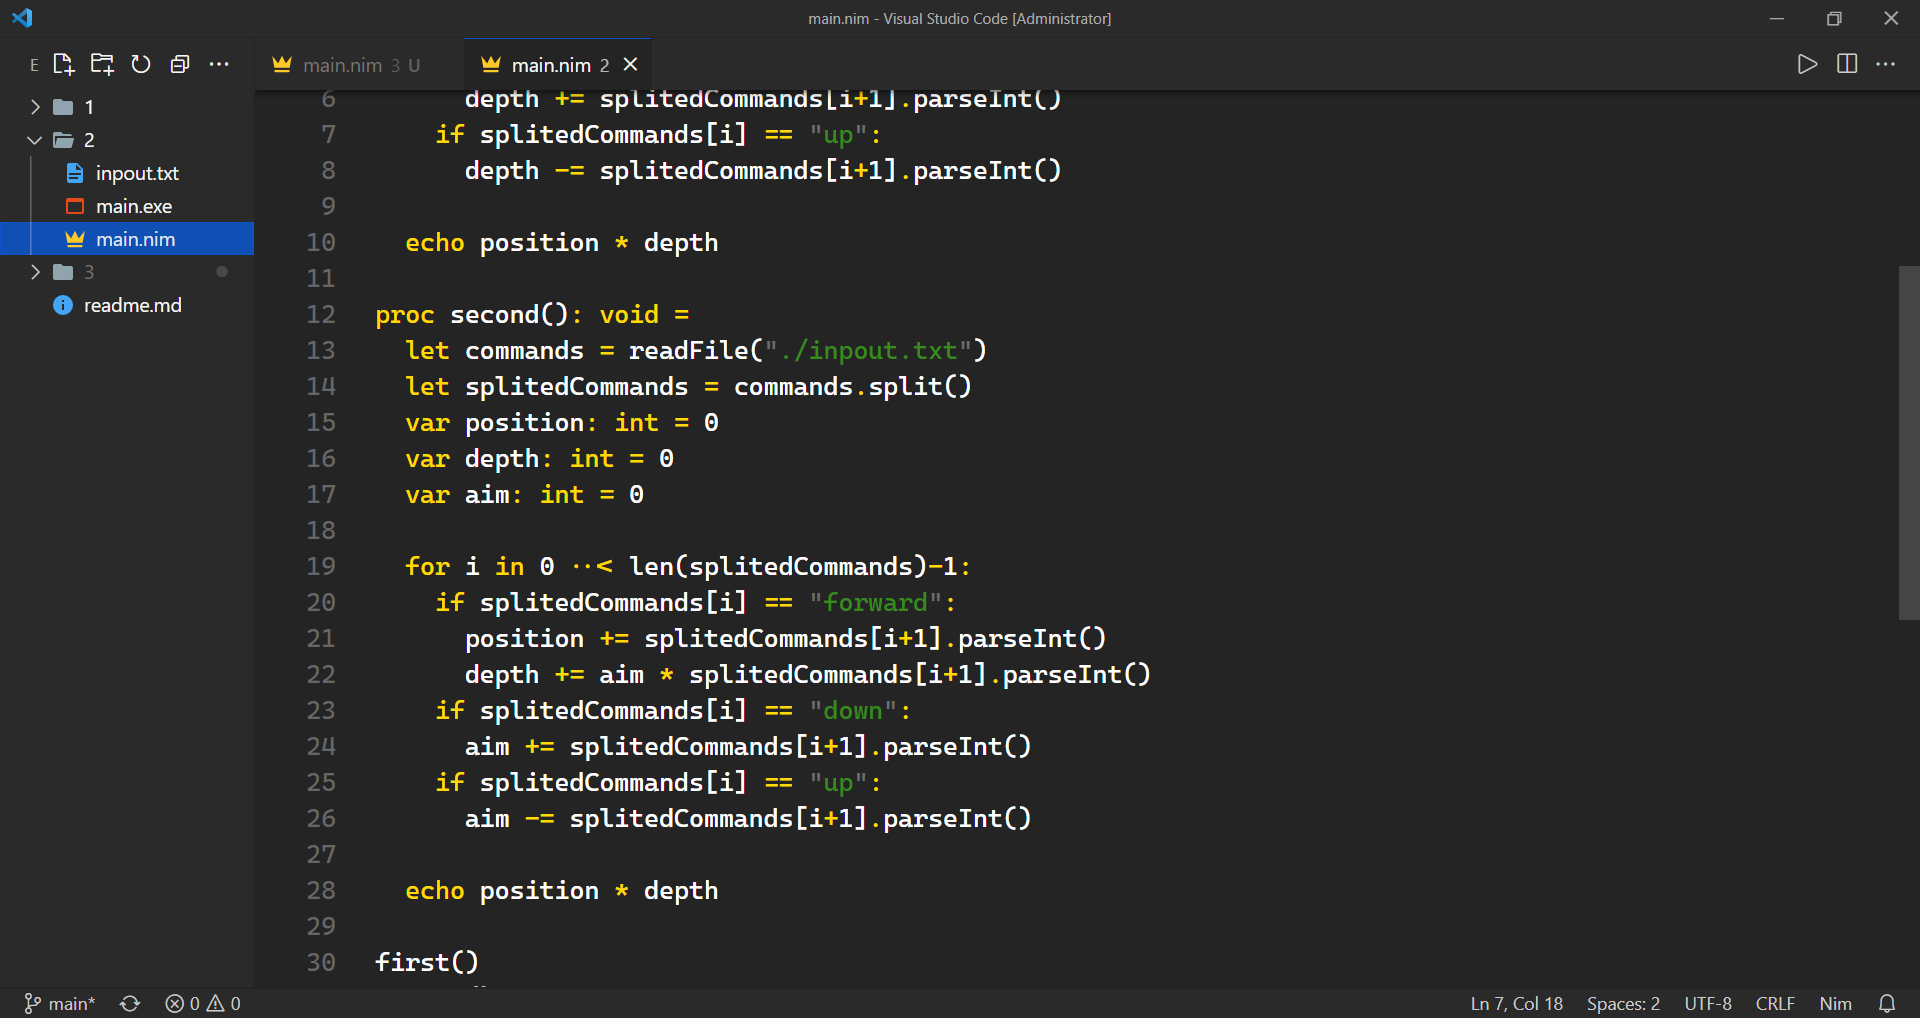 main.nim - Visual Studio Code [Administrator]
E
main.nim 3 U
main.nim 2
1
2
inpout.txt
main.exe
main.nim
3
readme.md
6 depth += splitedCommands[i+1].parseInt()
7 if splitedCommands[i] == "up":
8 depth -= splitedCommands[i+1].parseInt()
9
10 echo position * depth
11
12 proc second(): void =
13 let commands = readFile("./inpout.txt")
14 let splitedCommands = commands.split()
15 var position: int = 0
16 var depth: int = 0
17 var aim: int = 0
18
19 for i in 0 ..< len(splitedCommands)-1:
20 if splitedCommands[i] == "forward":
21 position += splitedCommands[i+1].parseInt()
22 depth += aim * splitedCommands[i+1].parseInt()
23 if splitedCommands[i] == "down":
24 aim += splitedCommands[i+1].parseInt()
25 if splitedCommands[i] == "up":
26 aim -= splitedCommands[i+1].parseInt()
27
28 echo position * depth
29
30 first()
main* 0 0
Ln 7, Col 18 Spaces: 2 UTF-8 CRLF Nim